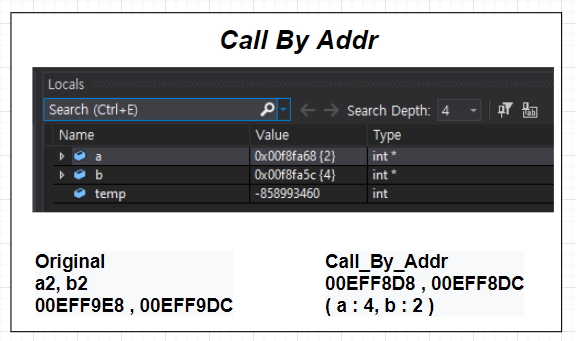 Call By Addr
Locals
Search (Ctrl+E) Search Depth: 4
Name Value Type
a 0x00f8fa68 {2} int *
b 0x00f8fa5c {4} int *
temp -858993460 int
Original
a2, b2
00EFF9E8 , 00EFF9DC
Call_By_Addr
00EFF8D8 , 00EFF8DC
( a : 4, b : 2 )